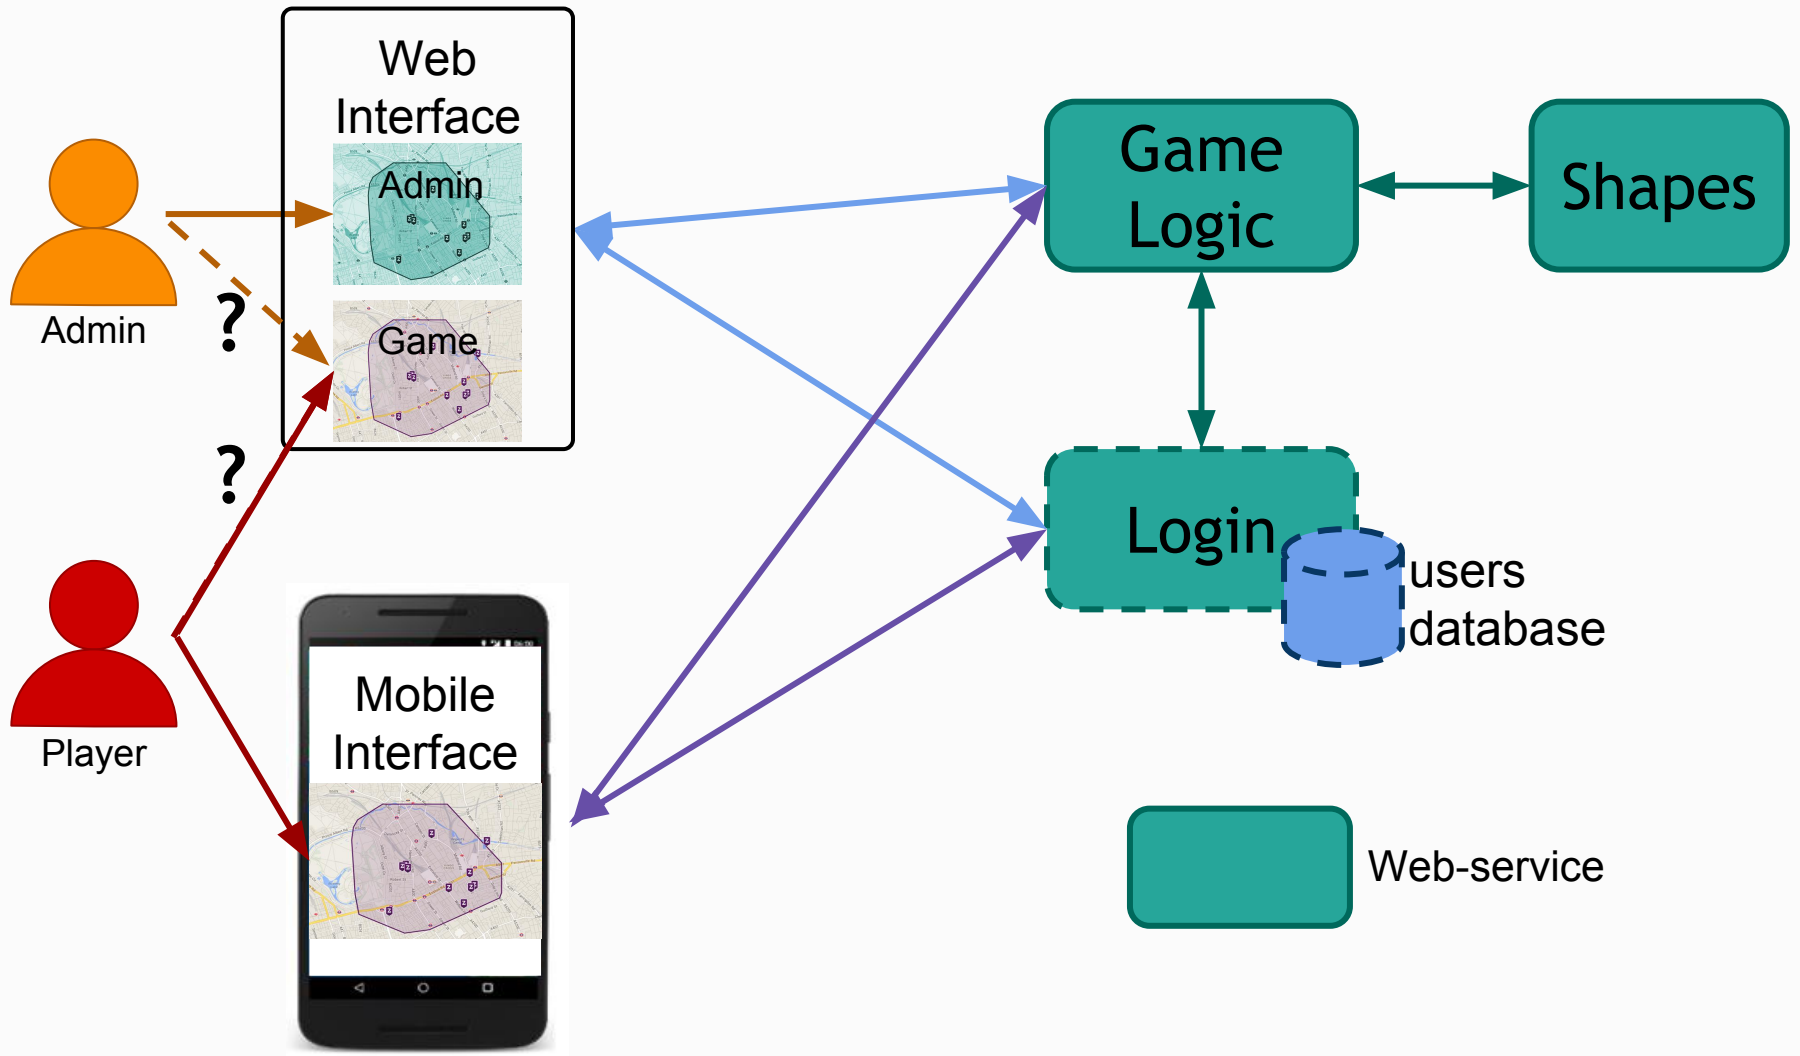 Web
Interface
Admin
Game
Admin
?
?
Player
Mobile
Interface
Game
Logic
Shapes
Login
users
database
Web-service